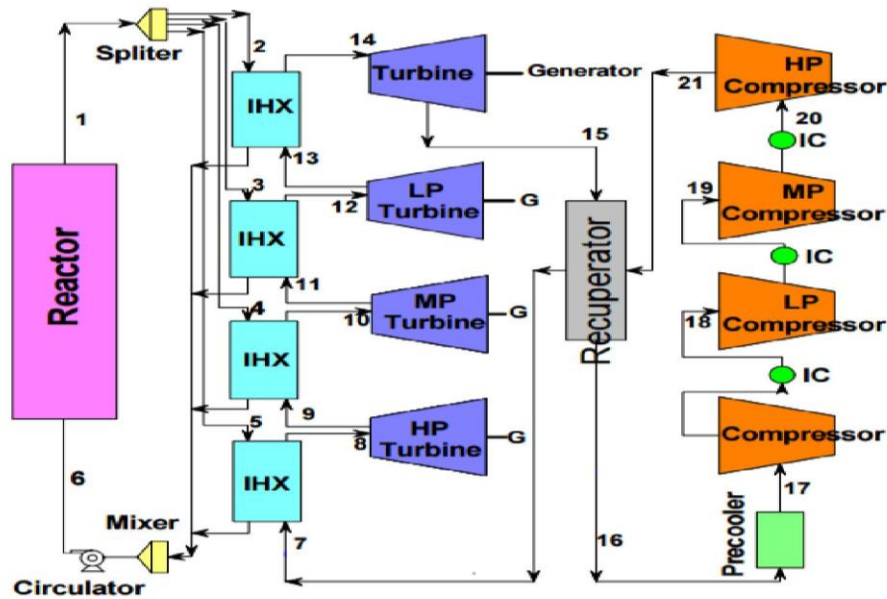 Spliter
1
2
3
4
5
6
Reactor
Mixer
Circulator
IHX
IHX
IHX
IHX
14
13
12
11
10
9
8
7
Turbine
Generator
LP
Turbine
G
MP
Turbine
G
HP
Turbine
G
15
Recuperator
16
21
HP
Compressor
20
IC
19
MP
Compressor
IC
18
LP
Compressor
IC
Compressor
17
Precooler